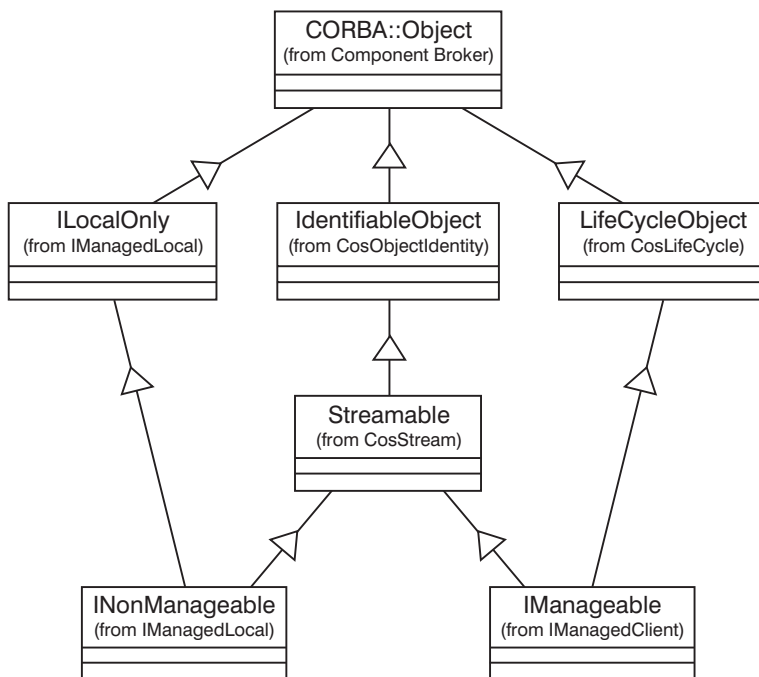 CORBA::Object
(from Component Broker)
ILocalOnly
(from IManagedLocal)
IdentifiableObject
(from CosObjectIdentity)
LifeCycleObject
(from CosLifeCycle)
Streamable
(from CosStream)
INonManageable
(from IManagedLocal)
IManageable
(from IManagedClient)